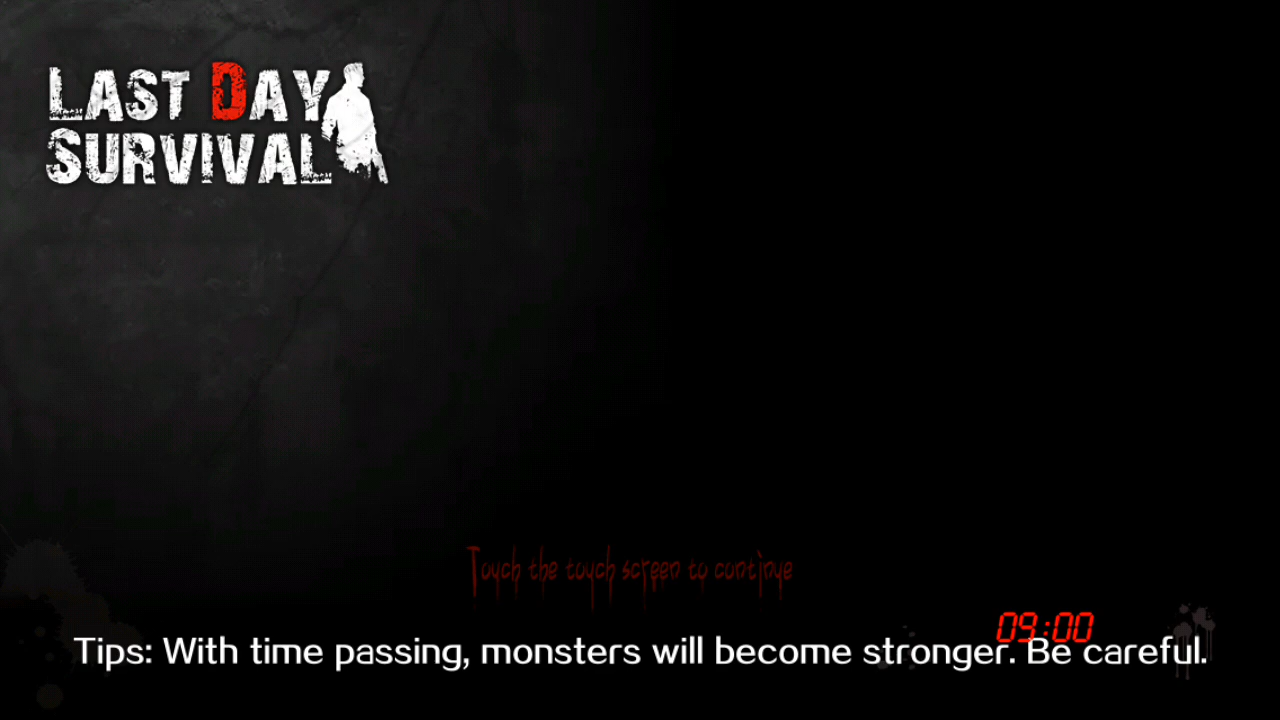 LAST DAY
SURVIVAL
Touch the touch screen to continue
09:00
Tips: With time passing, monsters will become stronger. Be careful.